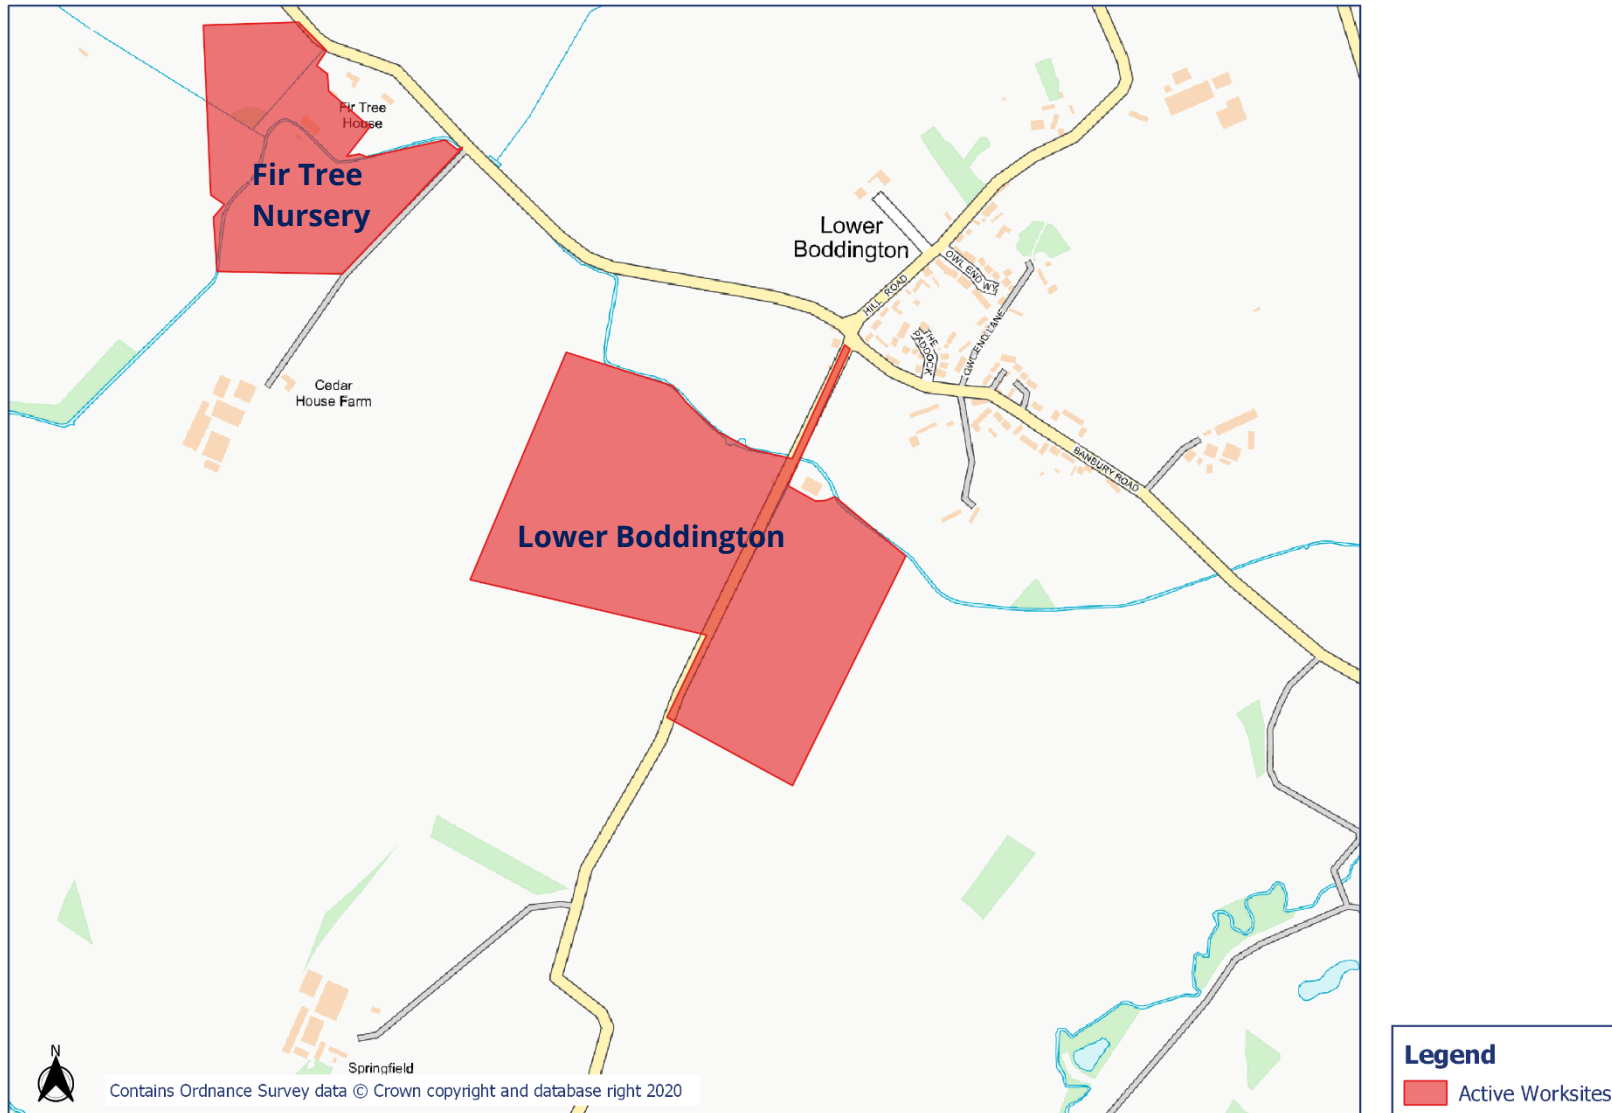 Fir Tree
House
Fir Tree
Nursery
Lower
Boddington
OWL END WY
HILL ROAD
THE
PADDOCK
OWL END LANE
Cedar
House Farm
BANBURY ROAD
Lower Boddington
Springfield
N
Contains Ordnance Survey data © Crown copyright and database right 2020
Legend
Active Worksites